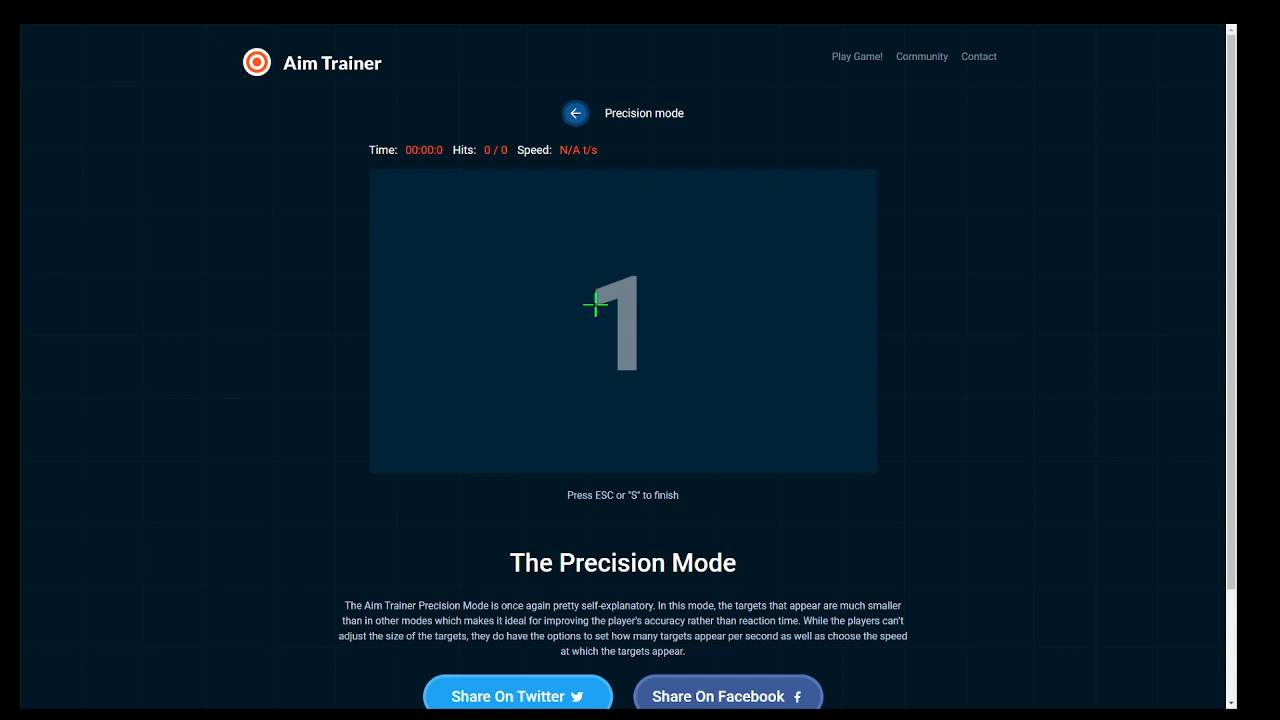 Aim Trainer
Play Game! Community Contact
Precision mode
Time: 00:00:0 Hits: 0 / 0 Speed: N/A t/s
1
Press ESC or "S" to finish
The Precision Mode
The Aim Trainer Precision Mode is once again pretty self-explanatory. In this mode, the targets that appear are much smaller
than in other modes which makes it ideal for improving the player's accuracy rather than reaction time. While the players can't
adjust the size of the targets, they do have the options to set how many targets appear per second as well as choose the speed
at which the targets appear.
Share On Twitter
Share On Facebook